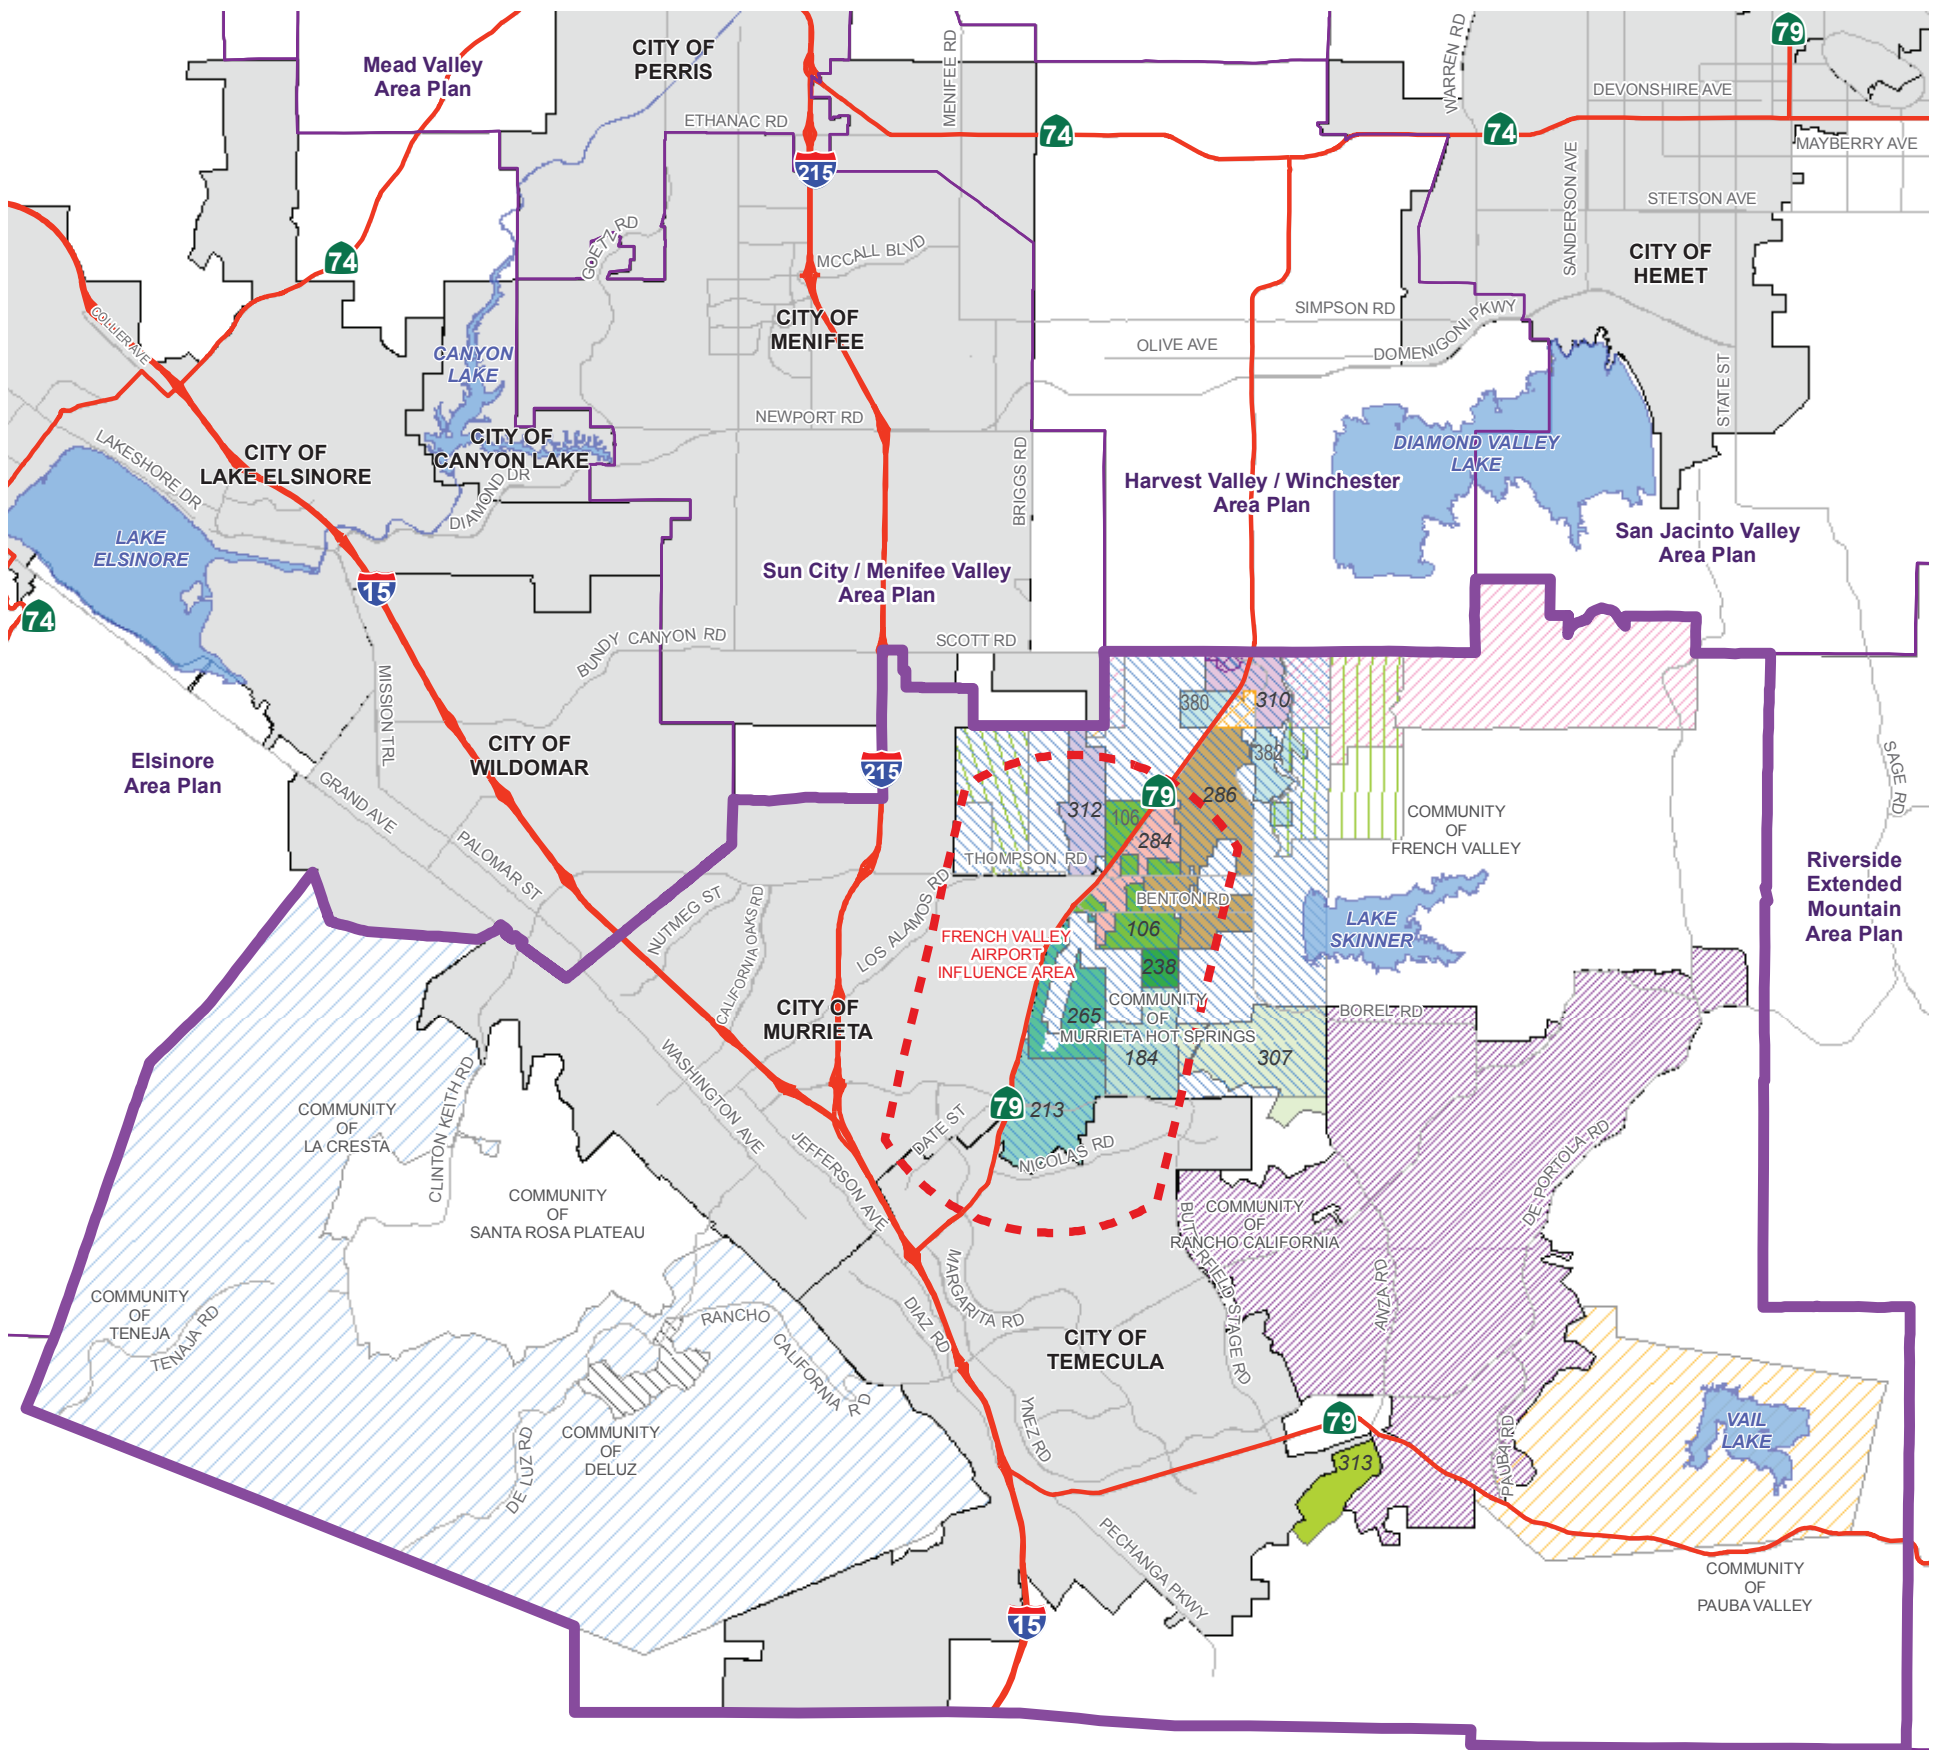 CITY OF
PERRIS
Mead Valley
Area Plan
MENIFEE RD
WARREN RD
79
DEVONSHIRE AVE
ETHANAC RD
74
74
MAYBERRY AVE
215
SANDERSON AVE
STETSON AVE
GOETZ RD
MCCALL BLVD
74
CITY OF
HEMET
COLLIER AVE
CITY OF
MENIFEE
SIMPSON RD
DOMENIGONI PKWY
OLIVE AVE
CANYON
LAKE
STATE ST
NEWPORT RD
LAKESHORE DR
CITY OF
LAKE ELSINORE
CITY OF
CANYON LAKE
DIAMOND DR
BRIGGS RD
DIAMOND VALLEY
LAKE
Harvest Valley / Winchester
Area Plan
San Jacinto Valley
Area Plan
LAKE
ELSINORE
15
Sun City / Menifee Valley
Area Plan
74
BUNDY CANYON RD
SCOTT RD
MISSION TRL
380
310
CITY OF
WILDOMAR
382
215
Elsinore
Area Plan
SAGE RD
79
286
312
106
284
COMMUNITY
OF
FRENCH VALLEY
GRAND AVE
PALOMAR ST
THOMPSON RD
Riverside
Extended
Mountain
Area Plan
NUTMEG ST
CALIFORNIA OAKS RD
LOS ALAMOS RD
BENTON RD
106
LAKE
SKINNER
FRENCH VALLEY
AIRPORT
INFLUENCE AREA
238
CITY OF
MURRIETA
265
COMMUNITY
OF
MURRIETA HOT SPRINGS
BOREL RD
184
307
WASHINGTON AVE
CLINTON KEITH RD
COMMUNITY
OF
LA CRESTA
79
213
DATE ST
NICOLAS RD
JEFFERSON AVE
DE PORTOLA RD
COMMUNITY
OF
SANTA ROSA PLATEAU
COMMUNITY
OF
RANCHO CALIFORNIA
BUTTERFIELD STAGE RD
MARGARITA RD
ANZA RD
COMMUNITY
OF
TENEJA
TENAJA RD
RANCHO CALIFORNIA RD
DIAZ RD
CITY OF
TEMECULA
COMMUNITY
OF
DELUZ
DE LUZ RD
YNEZ RD
79
313
PAUBA RD
VAIL
LAKE
PECHANGA PKWY
COMMUNITY
OF
PAUBA VALLEY
15